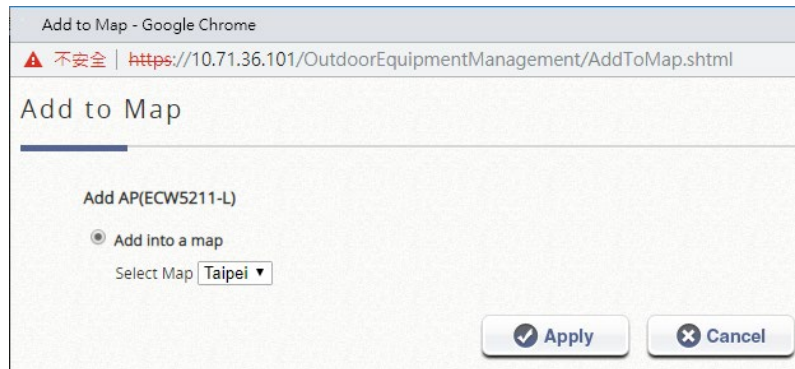 Add to Map - Google Chrome
不安全 | https://10.71.36.101/OutdoorEquipmentManagement/AddToMap.shtml
Add to Map
Add AP(ECW5211-L)
Add into a map
Select Map Taipei
Apply Cancel